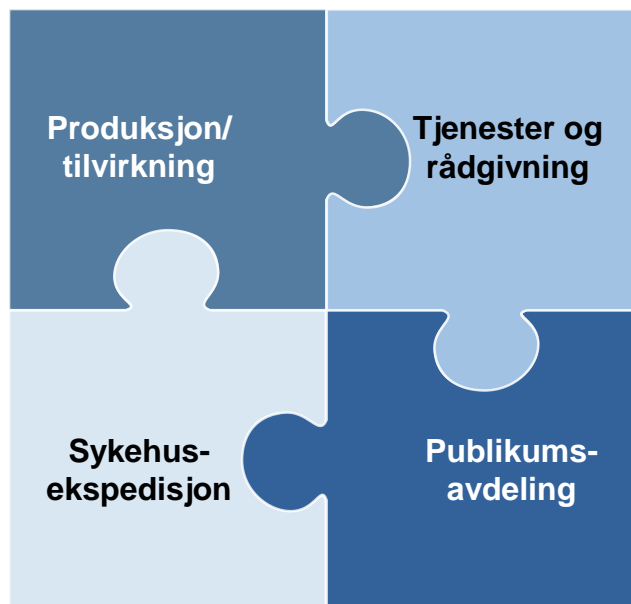 Produksjon/
tilvirkning
Tjenester og
rådgivning
Sykehus-
ekspedisjon
Publikums-
avdeling